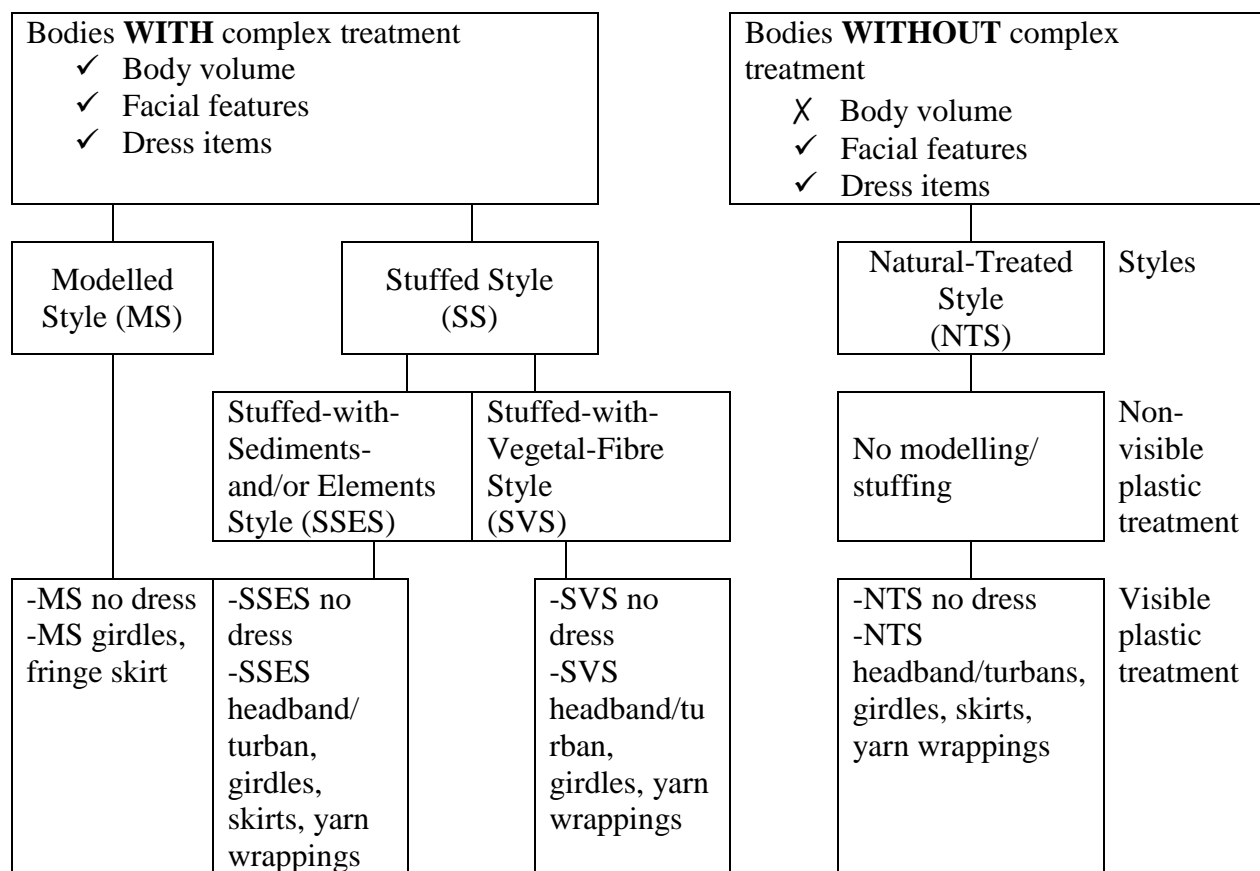 Bodies WITH complex treatment
✓ Body volume
✓ Facial features
✓ Dress items
Bodies WITHOUT complex
treatment
✗ Body volume
✓ Facial features
✓ Dress items
Modelled
Style (MS)
Stuffed Style
(SS)
Natural-Treated
Style
(NTS)
Styles
Stuffed-with-
Sediments-
and/or Elements
Style (SSES)
Stuffed-with-
Vegetal-Fibre
Style
(SVS)
No modelling/
stuffing
Non-
visible
plastic
treatment
-MS no dress
-MS girdles,
fringe skirt
-SSES no
dress
-SSES
headband/
turban,
girdles,
skirts, yarn
wrappings
-SVS no
dress
-SVS
headband/tu
rban,
girdles, yarn
wrappings
-NTS no dress
-NTS
headband/turbans,
girdles, skirts,
yarn wrappings
Visible
plastic
treatment